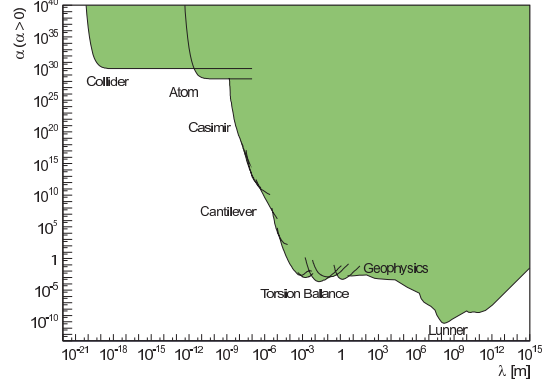 α (α > 0)
10^40
10^35
10^30
10^25
10^20
10^15
10^10
10^5
1
10^-5
10^-10
Collider
Atom
Casimir
Cantilever
Torsion Ballance
Geophysics
Lunner
10^-21 10^-18 10^-15 10^-12 10^-9 10^-6 10^-3 1 10^3 10^6 10^9 10^12 10^15
λ [m]